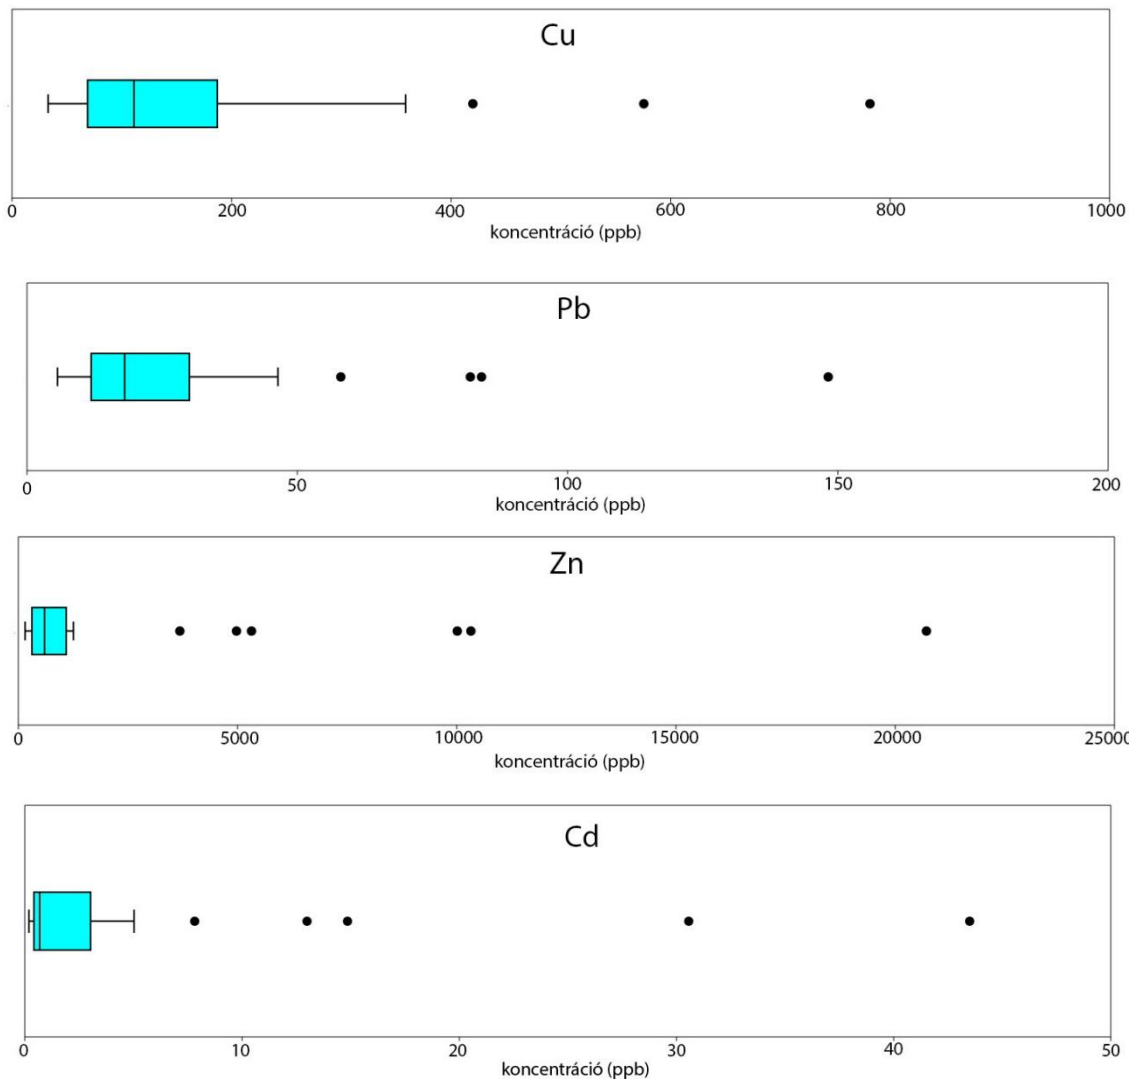 Cu
0 200 400 600 800 1000
koncentráció (ppb)
Pb
0 50 100 150 200
koncentráció (ppb)
Zn
0 5000 10000 15000 20000 25000
koncentráció (ppb)
Cd
0 10 20 30 40 50
koncentráció (ppb)